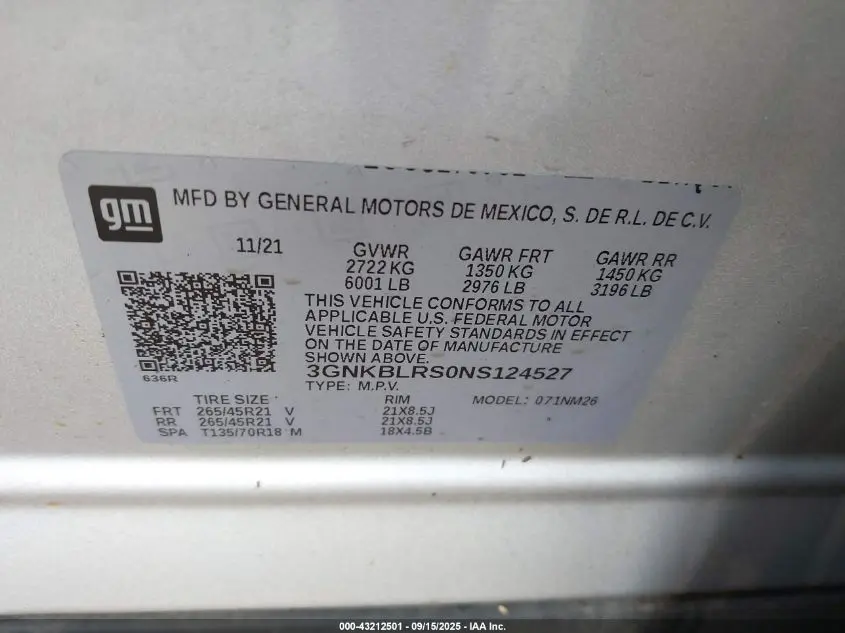 gm
MFD BY GENERAL MOTORS DE MEXICO, S. DE R.L. DE C.V.
11/21 GVWR GAWR FRT GAWR RR
2722 KG 1350 KG 1450 KG
6001 LB 2976 LB 3196 LB
THIS VEHICLE CONFORMS TO ALL
APPLICABLE U.S. FEDERAL MOTOR
VEHICLE SAFETY STANDARDS IN EFFECT
ON THE DATE OF MANUFACTURE
SHOWN ABOVE.
636R
3GNKBLRS0NS124527
TYPE: M.P.V.
TIRE SIZE RIM MODEL: 071NM26
FRT 265/45R21 V 21X8.5J
RR 265/45R21 V 21X8.5J
SPA T135/70R18 M 18X4.5B
000-43212501 - 09/15/2025 - IAA Inc.